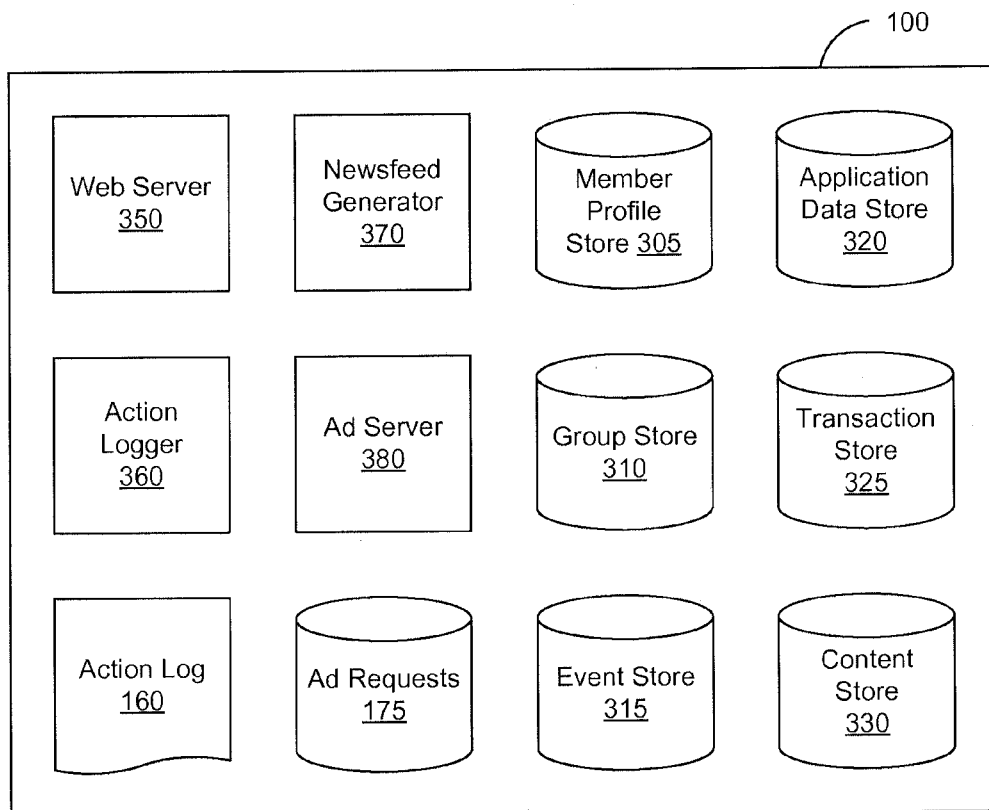 100
Web Server
350
Newsfeed
Generator
370
Member
Profile
Store 305
Application
Data Store
320
Action
Logger
360
Ad Server
380
Group Store
310
Transaction
Store
325
Action Log
160
Ad Requests
175
Event Store
315
Content
Store
330